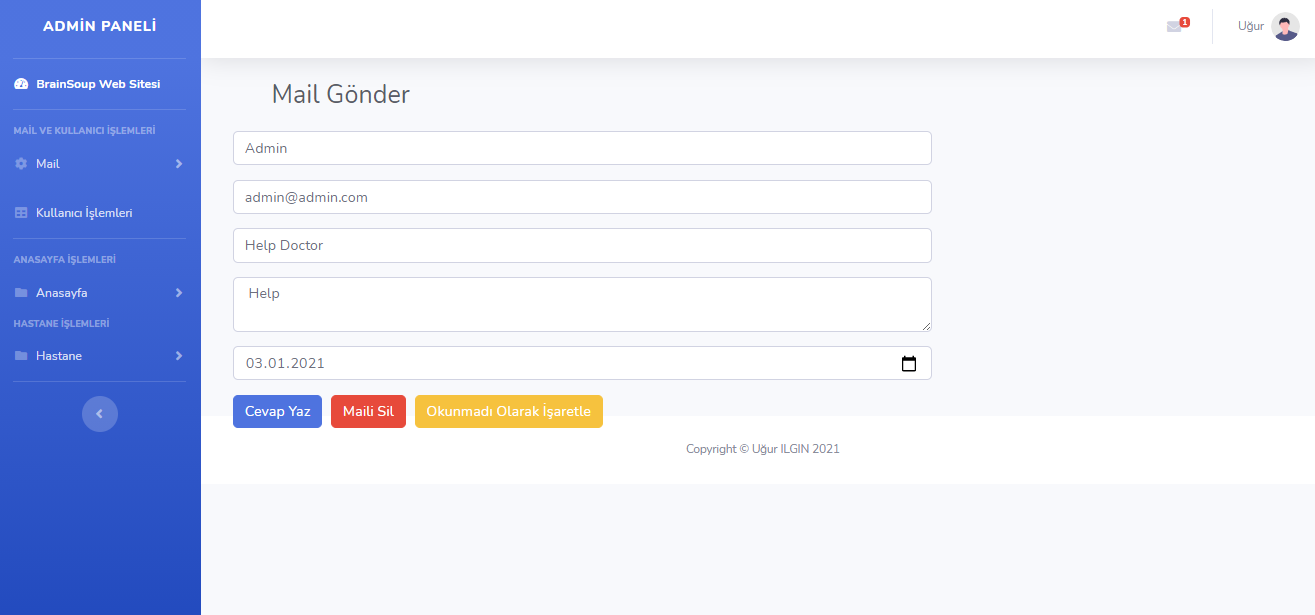 ADMİN PANELİ
BrainSoup Web Sitesi
MAİL VE KULLANICI İŞLEMLERİ
Mail
Kullanıcı İşlemleri
ANASAYFA İŞLEMLERİ
Anasayfa
HASTANE İŞLEMLERİ
Hastane
1
Uğur
Mail Gönder
Admin
admin@admin.com
Help Doctor
Help
03.01.2021
Cevap Yaz Maili Sil Okunmadı Olarak İşaretle
Copyright © Uğur ILGIN 2021